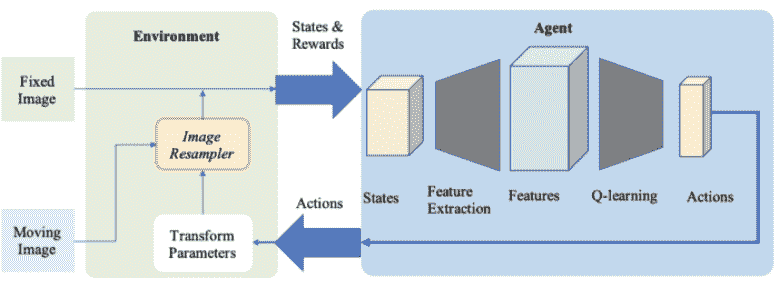 Environment
States &
Rewards
Agent
Fixed
Image
Image
Resampler
Moving
Image
Transform
Parameters
Actions
States
Feature
Extraction
Features
Q-learning
Actions